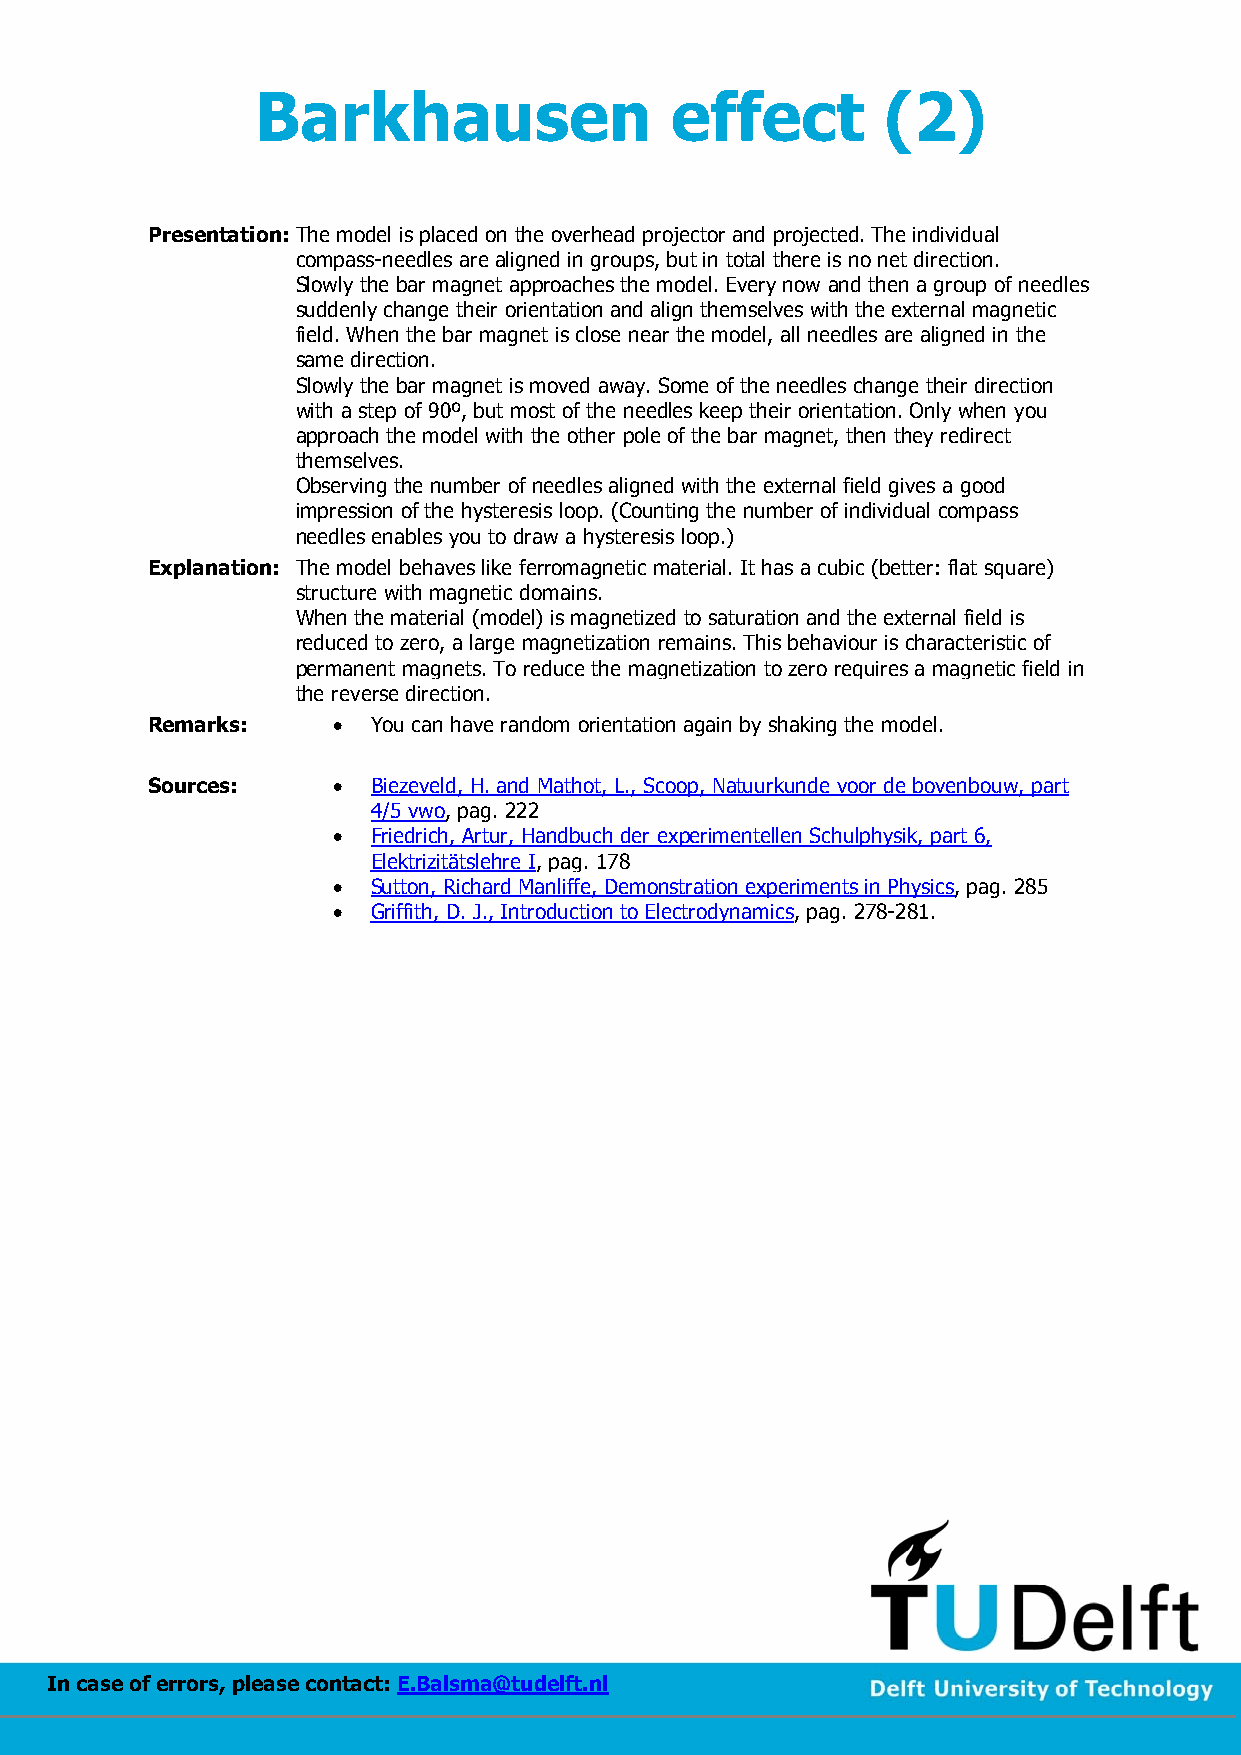 Barkhausen effect (2)
Presentation: The model is placed on the overhead projector and projected. The individual
compass-needles are aligned in groups, but in total there is no net direction.
Slowly the bar magnet approaches the model. Every now and then a group of needles
suddenly change their orientation and align themselves with the external magnetic
field. When the bar magnet is close near the model, all needles are aligned in the
same direction.
Slowly the bar magnet is moved away. Some of the needles change their direction
with a step of 90º, but most of the needles keep their orientation. Only when you
approach the model with the other pole of the bar magnet, then they redirect
themselves.
Observing the number of needles aligned with the external field gives a good
impression of the hysteresis loop. (Counting the number of individual compass
needles enables you to draw a hysteresis loop.)
Explanation: The model behaves like ferromagnetic material. It has a cubic (better: flat square)
structure with magnetic domains.
When the material (model) is magnetized to saturation and the external field is
reduced to zero, a large magnetization remains. This behaviour is characteristic of
permanent magnets. To reduce the magnetization to zero requires a magnetic field in
the reverse direction.
Remarks: • You can have random orientation again by shaking the model.
Sources: • Biezeveld, H. and Mathot, L., Scoop, Natuurkunde voor de bovenbouw, part
4/5 vwo, pag. 222
• Friedrich, Artur, Handbuch der experimentellen Schulphysik, part 6,
Elektrizitätslehre I, pag. 178
• Sutton, Richard Manliffe, Demonstration experiments in Physics, pag. 285
• Griffith, D. J., Introduction to Electrodynamics, pag. 278-281.
TU Delft
In case of errors, please contact: E.Balsma@tudelft.nl
Delft University of Technology